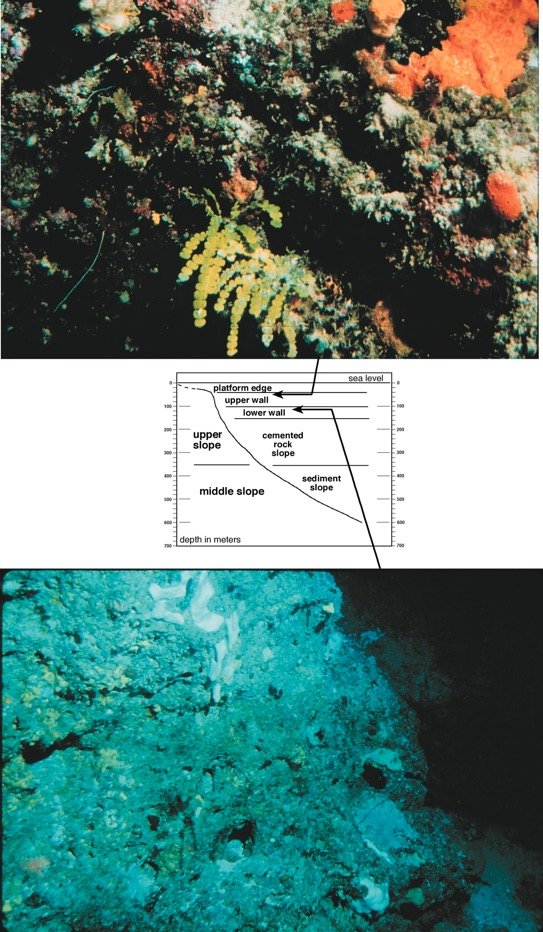 sea level
0 platform edge 0
upper wall
100 lower wall 100
upper slope
cemented rock slope
200 200
300 300
middle slope
sediment slope
400 400
500 500
600 600
depth in meters
700 700